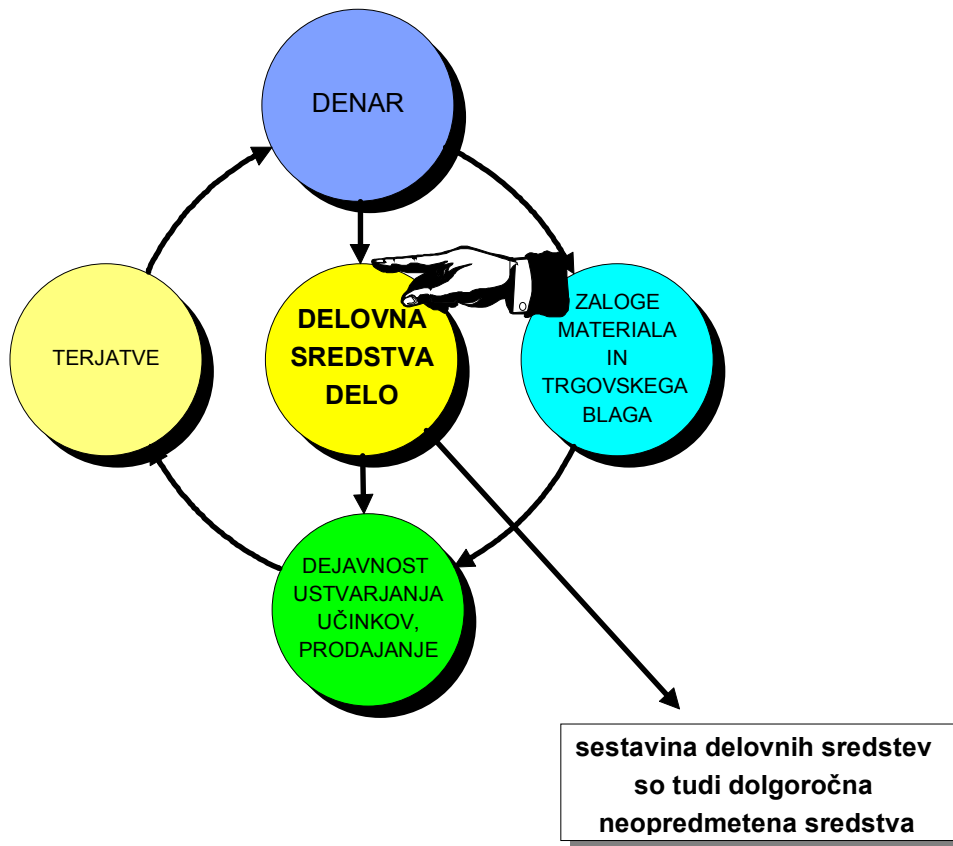 DENAR
DELOVNA
SREDSTVA
DELO
ZALOGE
MATERIALA
IN
TRGOVSKEGA
BLAGA
TERJATVE
DEJAVNOST
USTVARJANJA
UČINKOV,
PRODAJANJE
sestavina delovnih sredstev
so tudi dolgoročna
neopredmetena sredstva